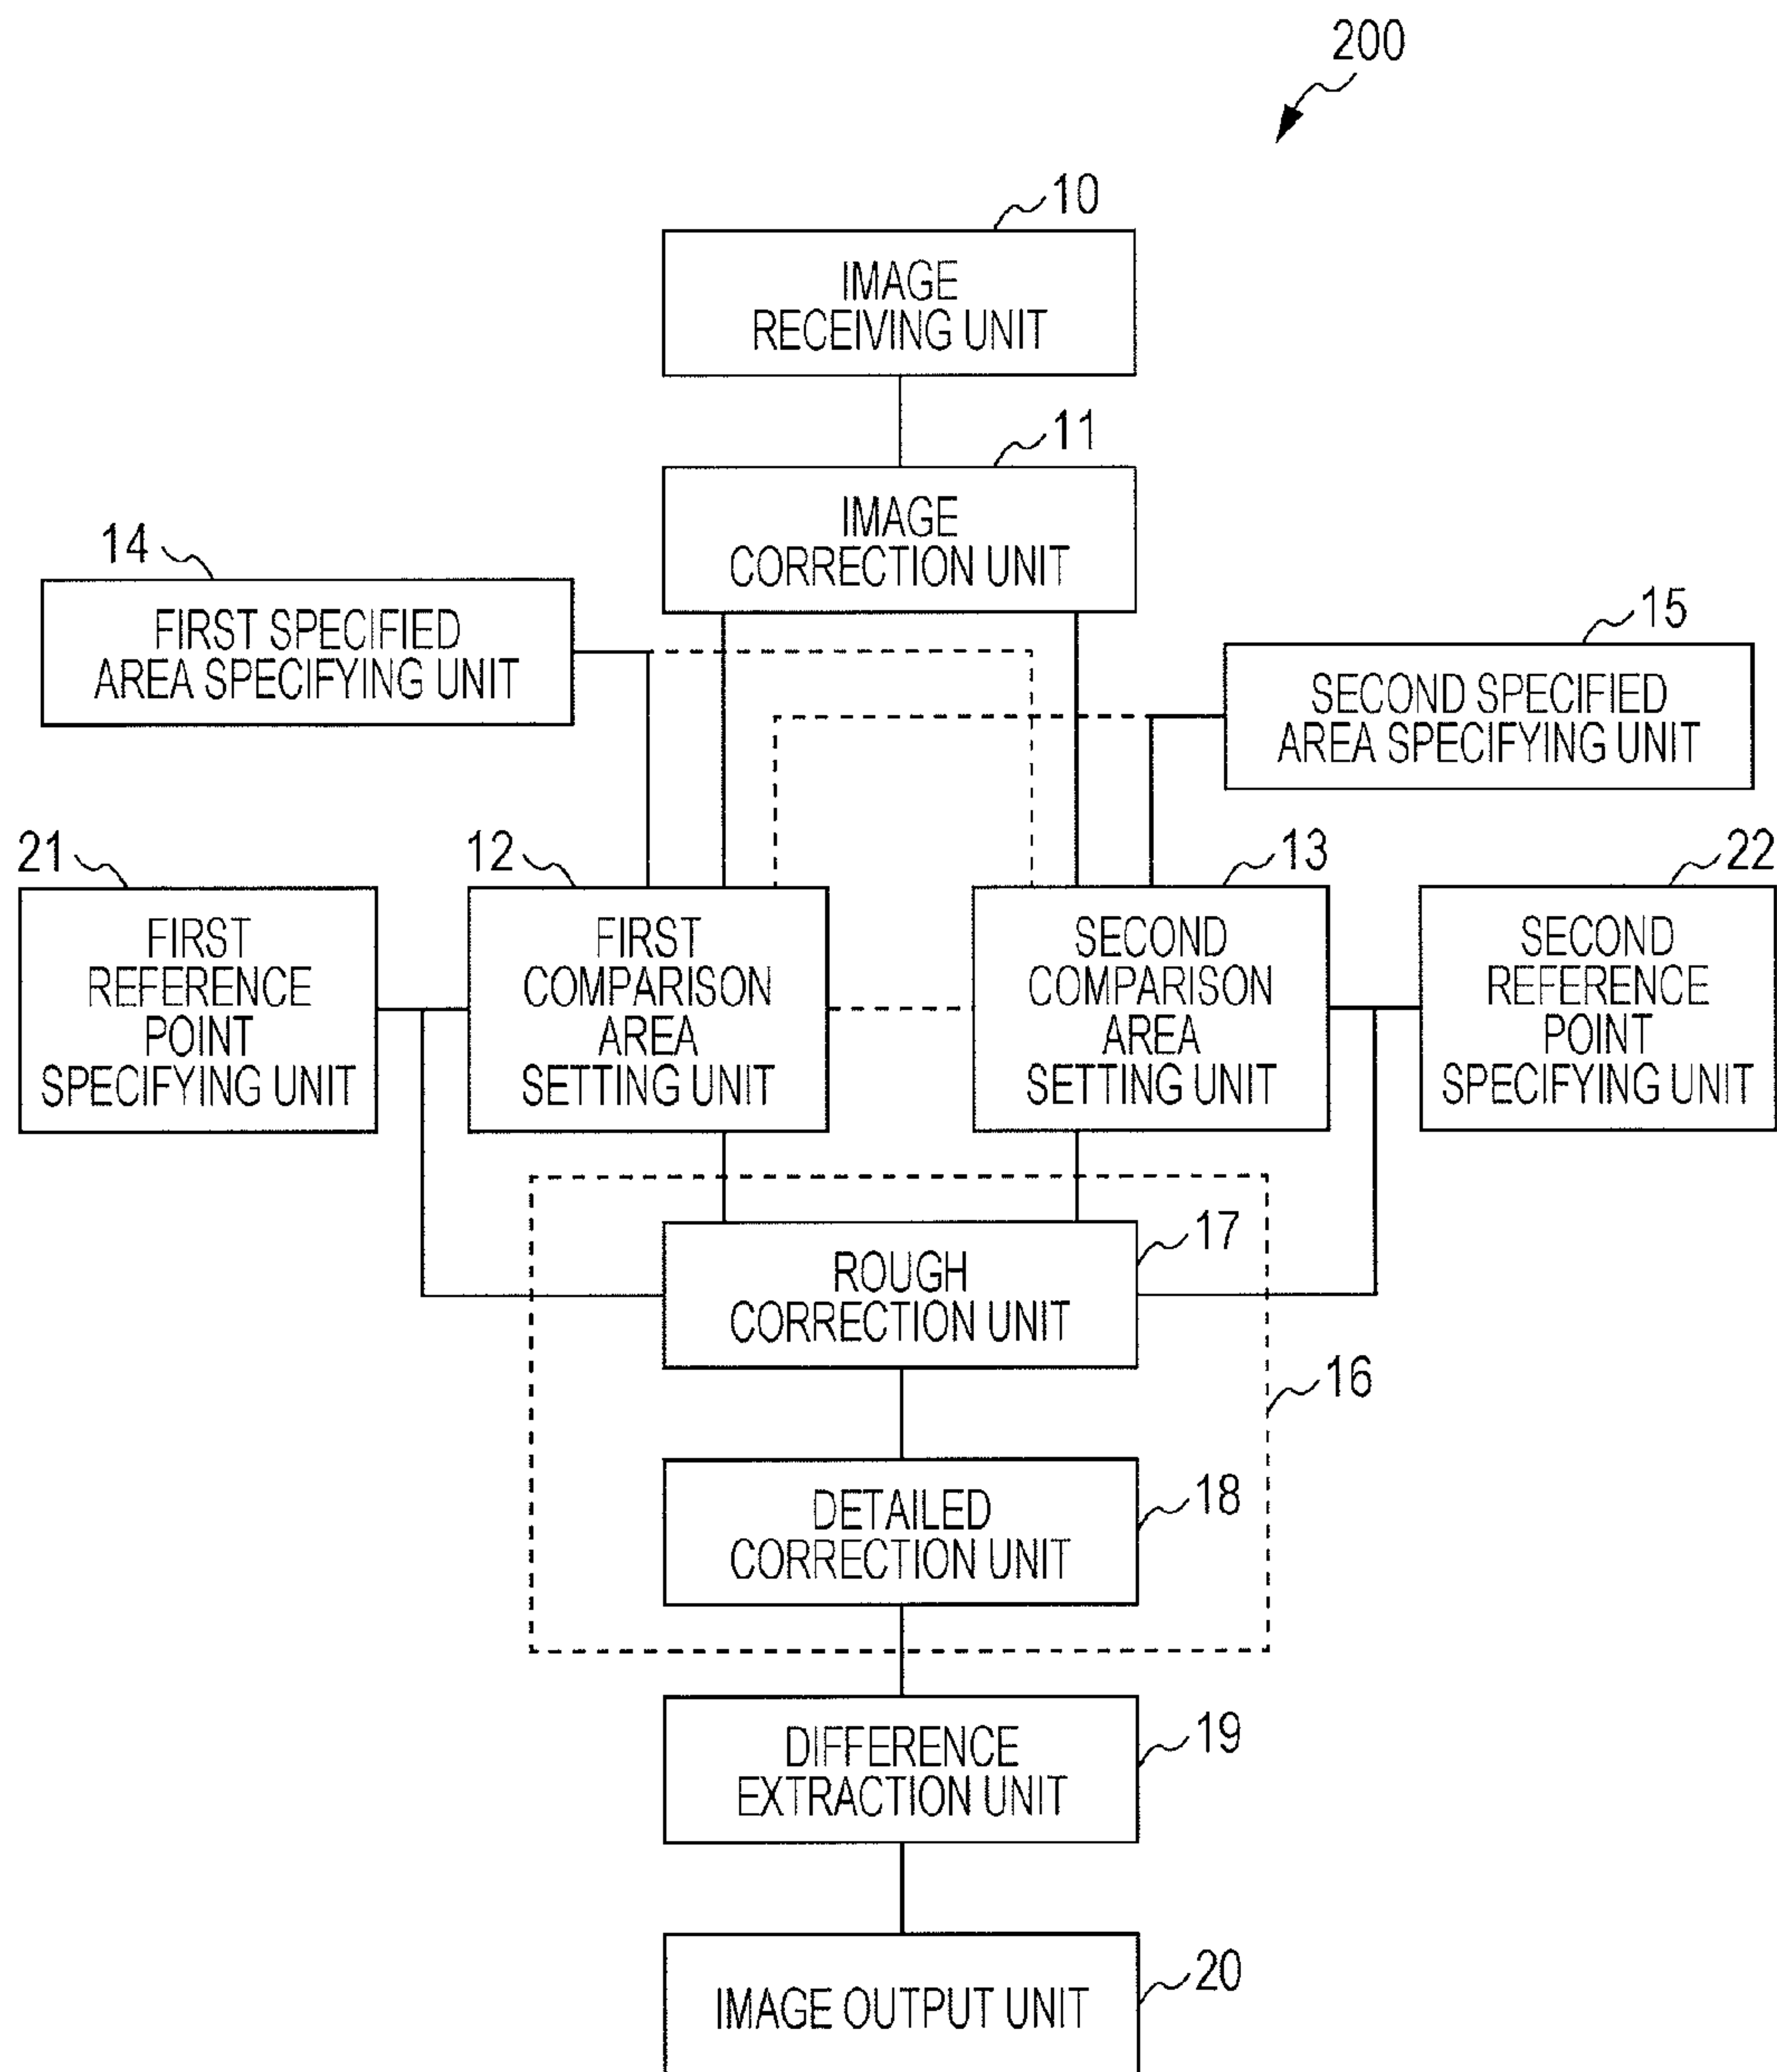 200
10
IMAGE
RECEIVING UNIT
11
IMAGE
CORRECTION UNIT
14
FIRST SPECIFIED
AREA SPECIFYING UNIT
15
SECOND SPECIFIED
AREA SPECIFYING UNIT
21
FIRST
REFERENCE
POINT
SPECIFYING UNIT
12
FIRST
COMPARISON
AREA
SETTING UNIT
13
SECOND
COMPARISON
AREA
SETTING UNIT
22
SECOND
REFERENCE
POINT
SPECIFYING UNIT
17
ROUGH
CORRECTION UNIT
16
18
DETAILED
CORRECTION UNIT
19
DIFFERENCE
EXTRACTION UNIT
20
IMAGE OUTPUT UNIT